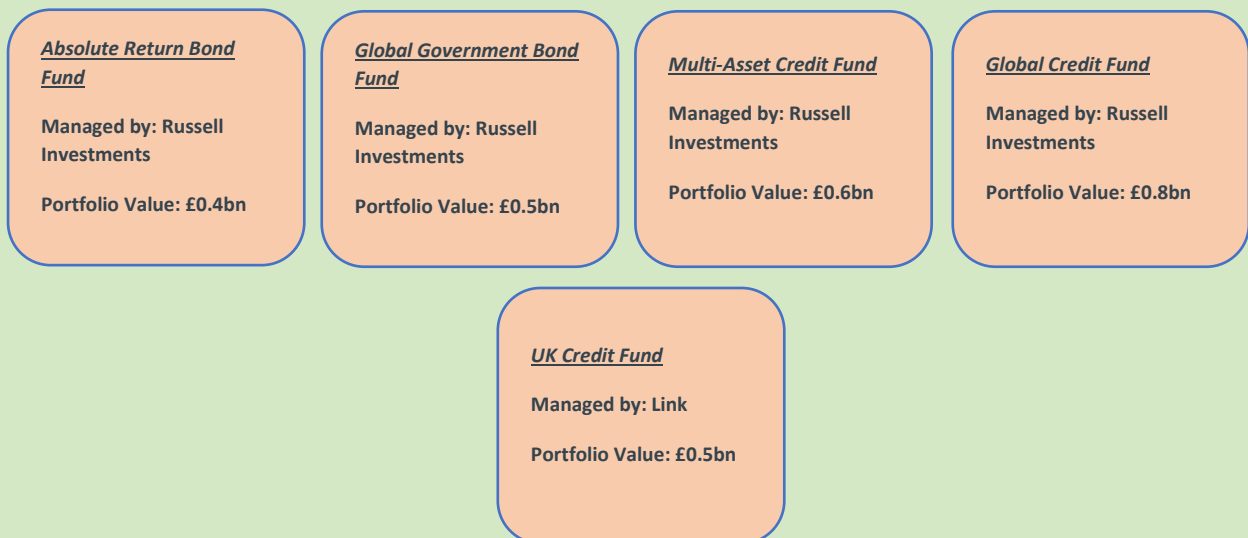 Absolute Return Bond
Fund
Managed by: Russell
Investments
Portfolio Value: £0.4bn
Global Government Bond
Fund
Managed by: Russell
Investments
Portfolio Value: £0.5bn
Multi-Asset Credit Fund
Managed by: Russell
Investments
Portfolio Value: £0.6bn
Global Credit Fund
Managed by: Russell
Investments
Portfolio Value: £0.8bn
UK Credit Fund
Managed by: Link
Portfolio Value: £0.5bn